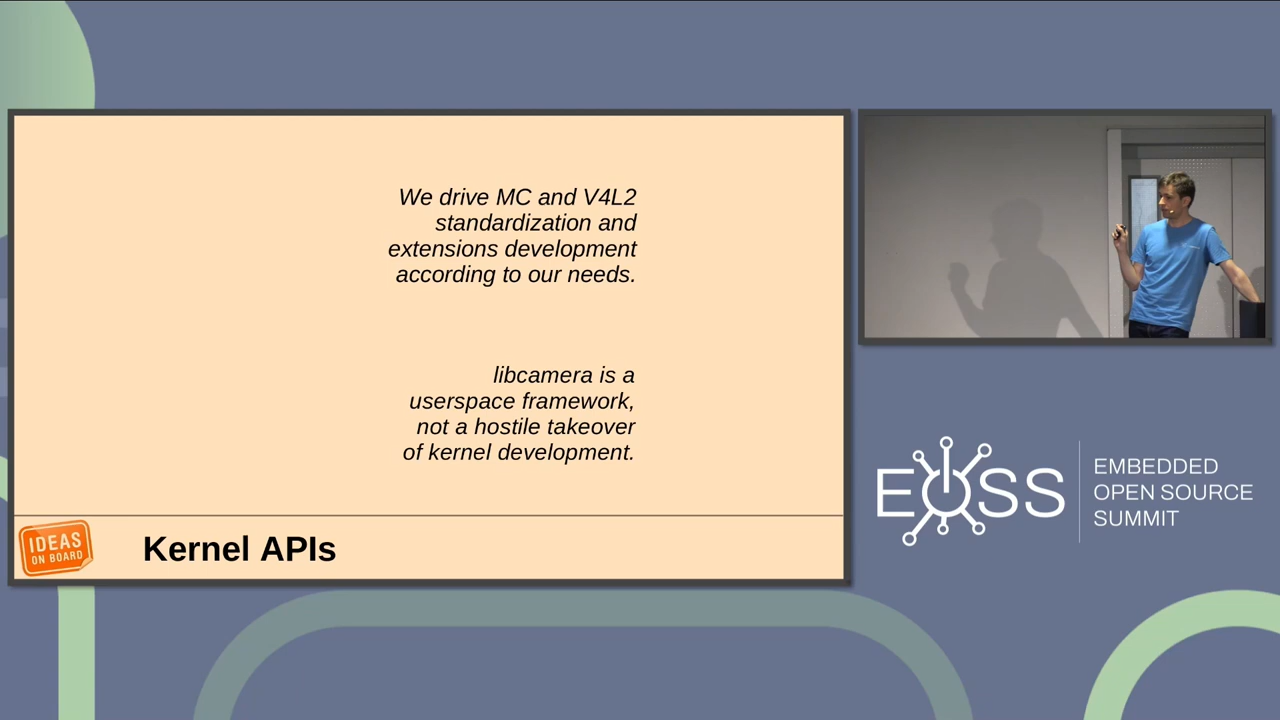 We drive MC and V4L2
standardization and
extensions development
according to our needs.
libcamera is a
userspace framework,
not a hostile takeover
of kernel development.
IDEAS
ON BOARD
Kernel APIs
EOSS
EMBEDDED
OPEN SOURCE
SUMMIT